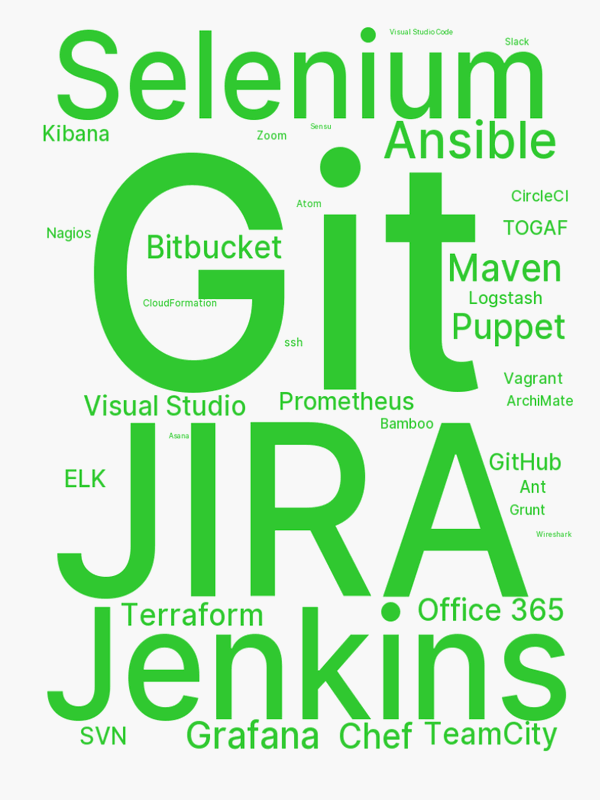 Visual Studio Code
Slack
Selenium
Kibana
Zoom
Sensu
Ansible
Atom
CircleCI
Git
TOGAF
Nagios
Bitbucket
Maven
CloudFormation
Logstash
Puppet
ssh
Vagrant
Visual Studio
Prometheus
ArchiMate
Bamboo
Asana
JIRA
GitHub
ELK
Ant
Grunt
Wireshark
Terraform
Office 365
Jenkins
SVN
Grafana
Chef
TeamCity